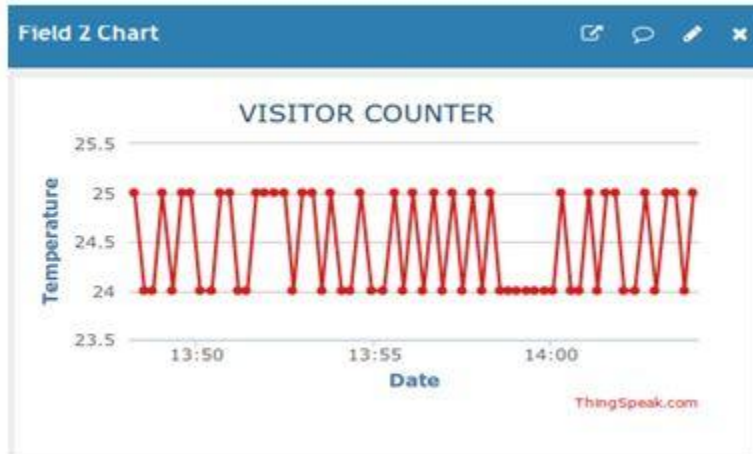 Field 2 Chart
VISITOR COUNTER
25.5
25
24.5
24
23.5
Temperature
13:50 13:55 14:00
Date
ThingSpeak.com